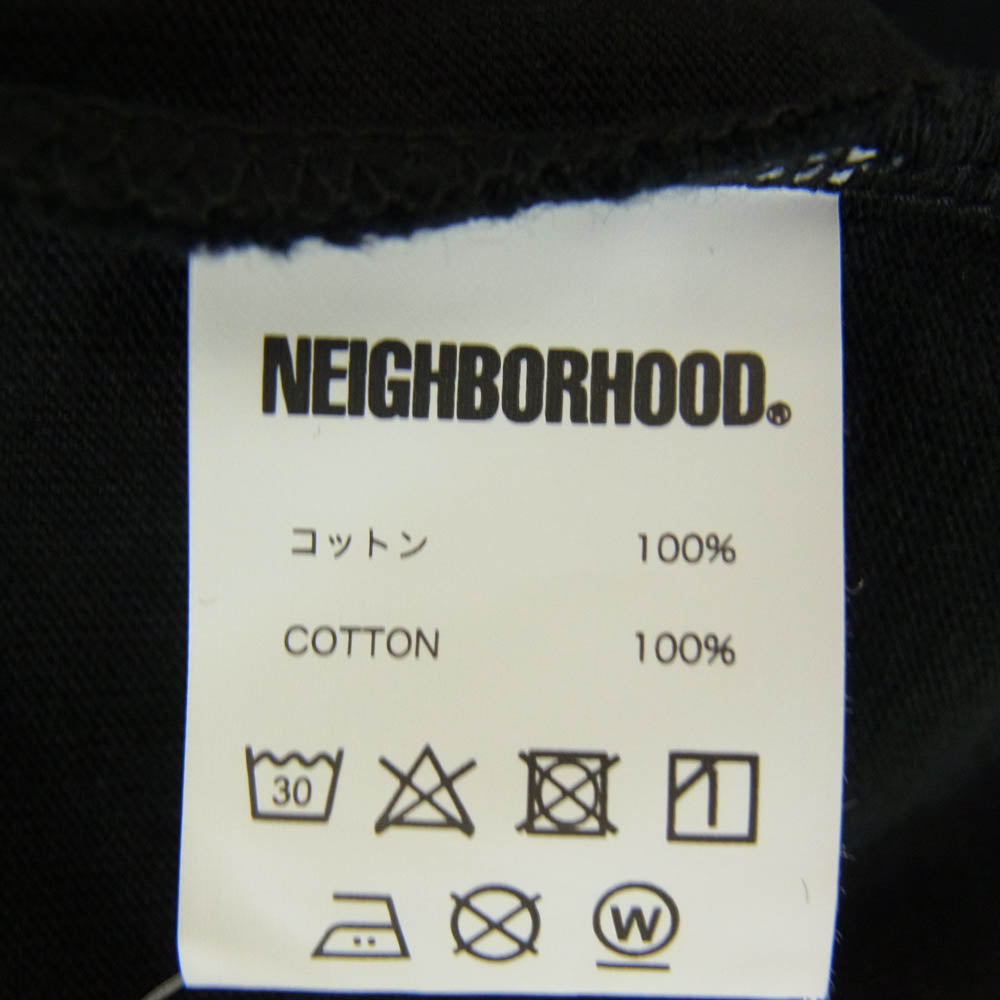 NEIGHBORHOOD®
コットン 100%
COTTON 100%
30
W